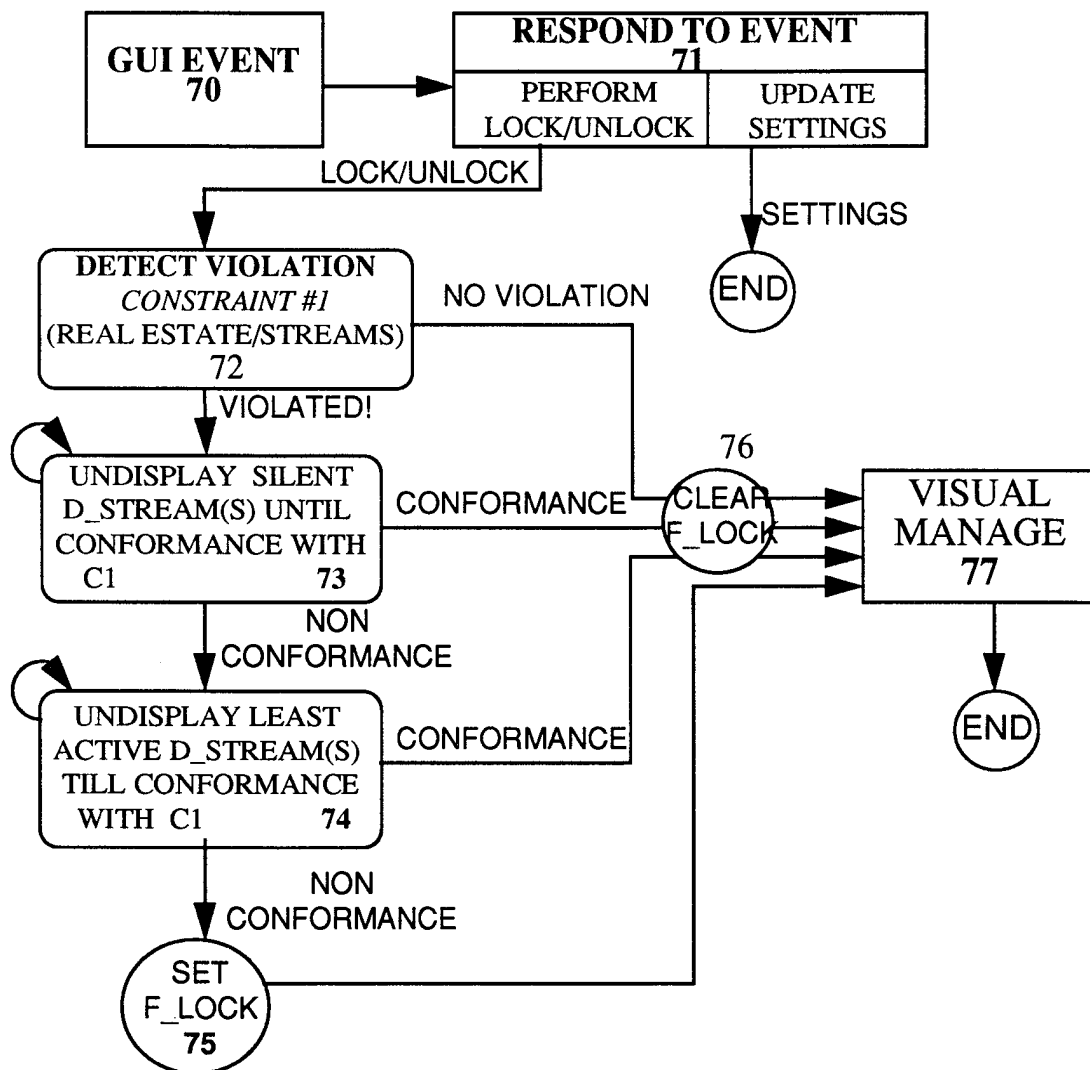 GUI EVENT
70
RESPOND TO EVENT
71
PERFORM
LOCK/UNLOCK
UPDATE
SETTINGS
LOCK/UNLOCK
SETTINGS
END
DETECT VIOLATION
CONSTRAINT #1
(REAL ESTATE/STREAMS)
72
NO VIOLATION
VIOLATED!
UNDISPLAY SILENT
D_STREAM(S) UNTIL
CONFORMANCE WITH
C1 73
CONFORMANCE
76
CLEAR
F_LOCK
VISUAL
MANAGE
77
NON
CONFORMANCE
UNDISPLAY LEAST
ACTIVE D_STREAM(S)
TILL CONFORMANCE
WITH C1 74
CONFORMANCE
END
NON
CONFORMANCE
SET
F_LOCK
75